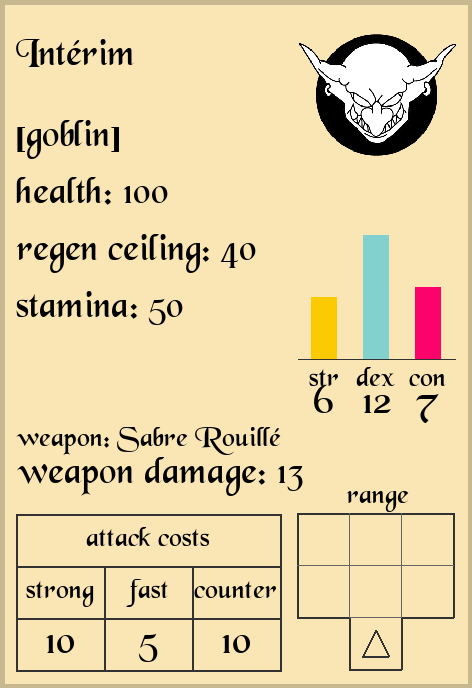 Intérim
[goblin]
health: 100
regen ceiling: 40
stamina: 50
str dex con
6 12 7
weapon: Sabre Rouillé
weapon damage: 13
range
attack costs
strong fast counter
10 5 10